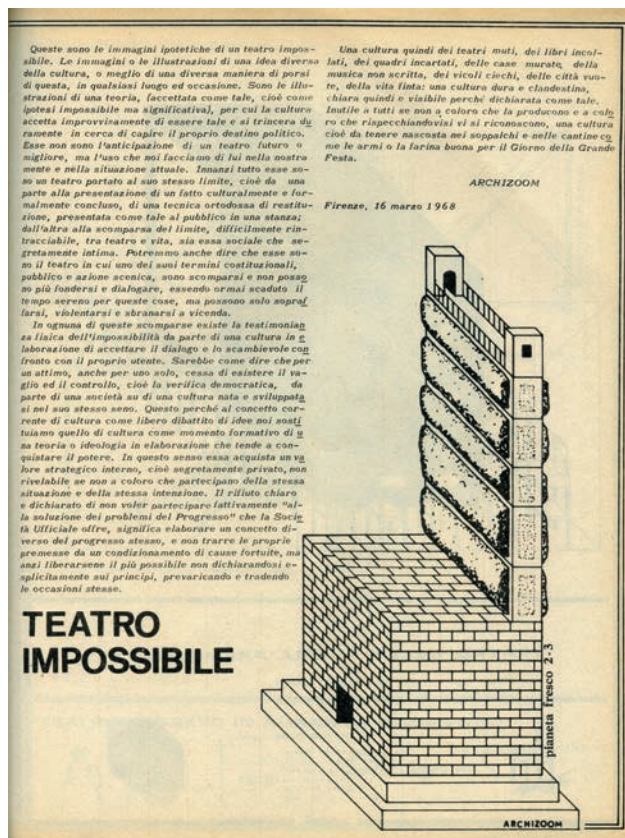 Queste sono le immagini ipotetiche di un teatro impos-
sibile. Le immagini o le illustrazioni di una idea diversa
della cultura, o meglio di una diversa maniera di porsi
di questa, in qualsiasi luogo ed occasione. Sono le illu-
strazioni di una teoria, (accettata come tale, cioè come
ipotesi impossibile ma significativa), per cui la cultura
accetta improvvisamente di essere tale e si trincera du
ramente in cerca di capire il proprio destino politico.
Esse non sono l'anticipazione di un teatro futuro o
migliore, ma l'uso che noi facciamo di lui nella nostra
mente e nella situazione attuale. Innanzi tutto esse so-
no un teatro portato al suo stesso limite, cioè da una
parte alla presentazione di un fatto culturalmente e for-
malmente concluso, di una tecnica ortodossa di restitu-
zione, presentata come tale al pubblico in una stanza;
dall'altra alla scomparsa del limite, difficilmente rin-
tracciabile, tra teatro e vita, sia essa sociale che se-
gretamente intima. Potremmo anche dire che esse so-
no il teatro in cui uno dei suoi termini costituzionali,
pubblico e azione scenica, sono scomparsi e non posso
no più fondersi e dialogare, essendo ormai scaduto il
tempo sereno per queste cose, ma possono solo sopraf
farsi, violentarsi e sbranarsi a vicenda.
In ognuna di queste scomparse esiste la testimonian
za fisica dell'impossibilità da parte di una cultura in e
laborazione di accettare il dialogo e lo scambievole con
fronto con il proprio utente. Sarebbe come dire che per
un attimo, anche per uno solo, cessa di esistere il va-
glio ed il controllo, cioè la verifica democratica, da
parte di una società su di una cultura nata e sviluppata
si nel suo stesso seno. Questo perché al concetto cor-
rente di cultura come libero dibattito di idee noi sosti
tuiamo quello di cultura come momento formativo di u
na teoria o ideologia in elaborazione che tende a con-
quistare il potere. In questo senso essa acquista un va
lore strategico interno, cioè segretamente privato, non
rivelabile se non a coloro che partecipano della stessa
situazione e della stessa intenzione. Il rifiuto chiaro
e dichiarato di non voler partecipare fattivamente "al-
la soluzione dei problemi del Progresso" che la Socie
tà Ufficiale offre, significa elaborare un concetto di-
verso del progresso stesso, e non trarre le proprie
premesse da un condizionamento di cause fortuite, ma
anzi liberarsene il più possibile non dichiarandosi e-
splicitamente sui principi, prevaricando e tradendo
le occasioni stesse.
Una cultura quindi dei teatri muti, dei libri incol-
lati, dei quadri incartati, delle case murate, della
musica non scritta, dei vicoli ciechi, delle città vuo-
te, della vita finta: una cultura dura e clandestina,
chiara quindi e visibile perché dichiarata come tale.
Inutile a tutti se non a coloro che la producono e a colo
ro che rispecchiandovisi vi si riconoscono, una cultura
cioè da tenere nascosta nei soppalchi e nelle cantine co
me le armi o la farina buona per il Giorno della Grande
Festa.
ARCHIZOOM
Firenze, 16 marzo 1968
TEATRO
IMPOSSIBILE
pianeta fresco 2-3
ARCHIZOOM